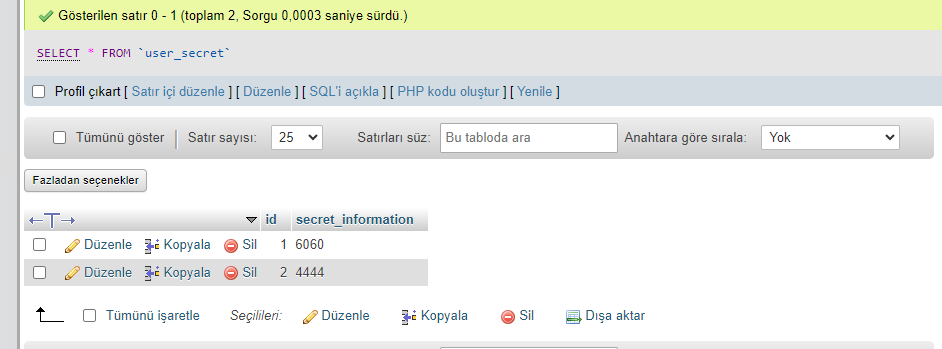 Gösterilen satır 0 - 1 (toplam 2, Sorgu 0,0003 saniye sürdü.)
SELECT * FROM `user_secret`
Profil çıkart [ Satır içi düzenle ] [ Düzenle ] [ SQL'i açıkla ] [ PHP kodu oluştur ] [ Yenile ]
Tümünü göster | Satır sayısı: 25 Satırları süz: Bu tabloda ara Anahtara göre sırala: Yok
Fazladan seçenekler
←T→ id secret_information
Düzenle Kopyala Sil 1 6060
Düzenle Kopyala Sil 2 4444
Tümünü işaretle Seçilileri: Düzenle Kopyala Sil Dışa aktar